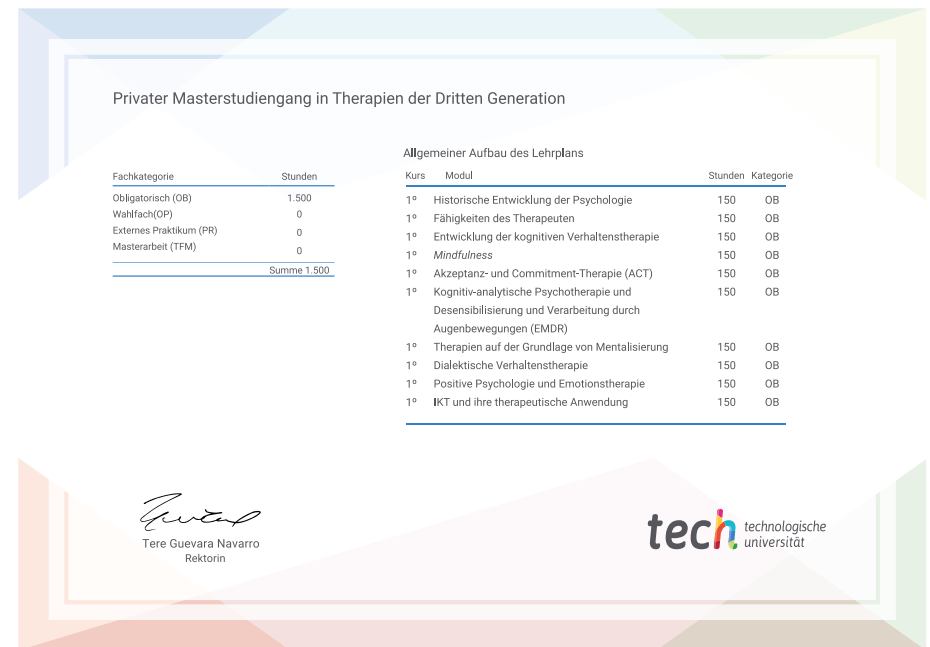 Privater Masterstudiengang in Therapien der Dritten Generation
Fachkategorie Stunden
Obligatorisch (OB) 1.500
Wahlfach(OP) 0
Externes Praktikum (PR) 0
Masterarbeit (TFM) 0
Summe 1.500
Allgemeiner Aufbau des Lehrplans
Kurs Modul Stunden Kategorie
1º Historische Entwicklung der Psychologie 150 OB
1º Fähigkeiten des Therapeuten 150 OB
1º Entwicklung der kognitiven Verhaltenstherapie 150 OB
1º Mindfulness 150 OB
1º Akzeptanz- und Commitment-Therapie (ACT) 150 OB
1º Kognitiv-analytische Psychotherapie und 150 OB
Desensibilisierung und Verarbeitung durch
Augenbewegungen (EMDR)
1º Therapien auf der Grundlage von Mentalisierung 150 OB
1º Dialektische Verhaltenstherapie 150 OB
1º Positive Psychologie und Emotionstherapie 150 OB
1º IKT und ihre therapeutische Anwendung 150 OB
Tere Guevara Navarro
Rektorin
tech technologische
universität